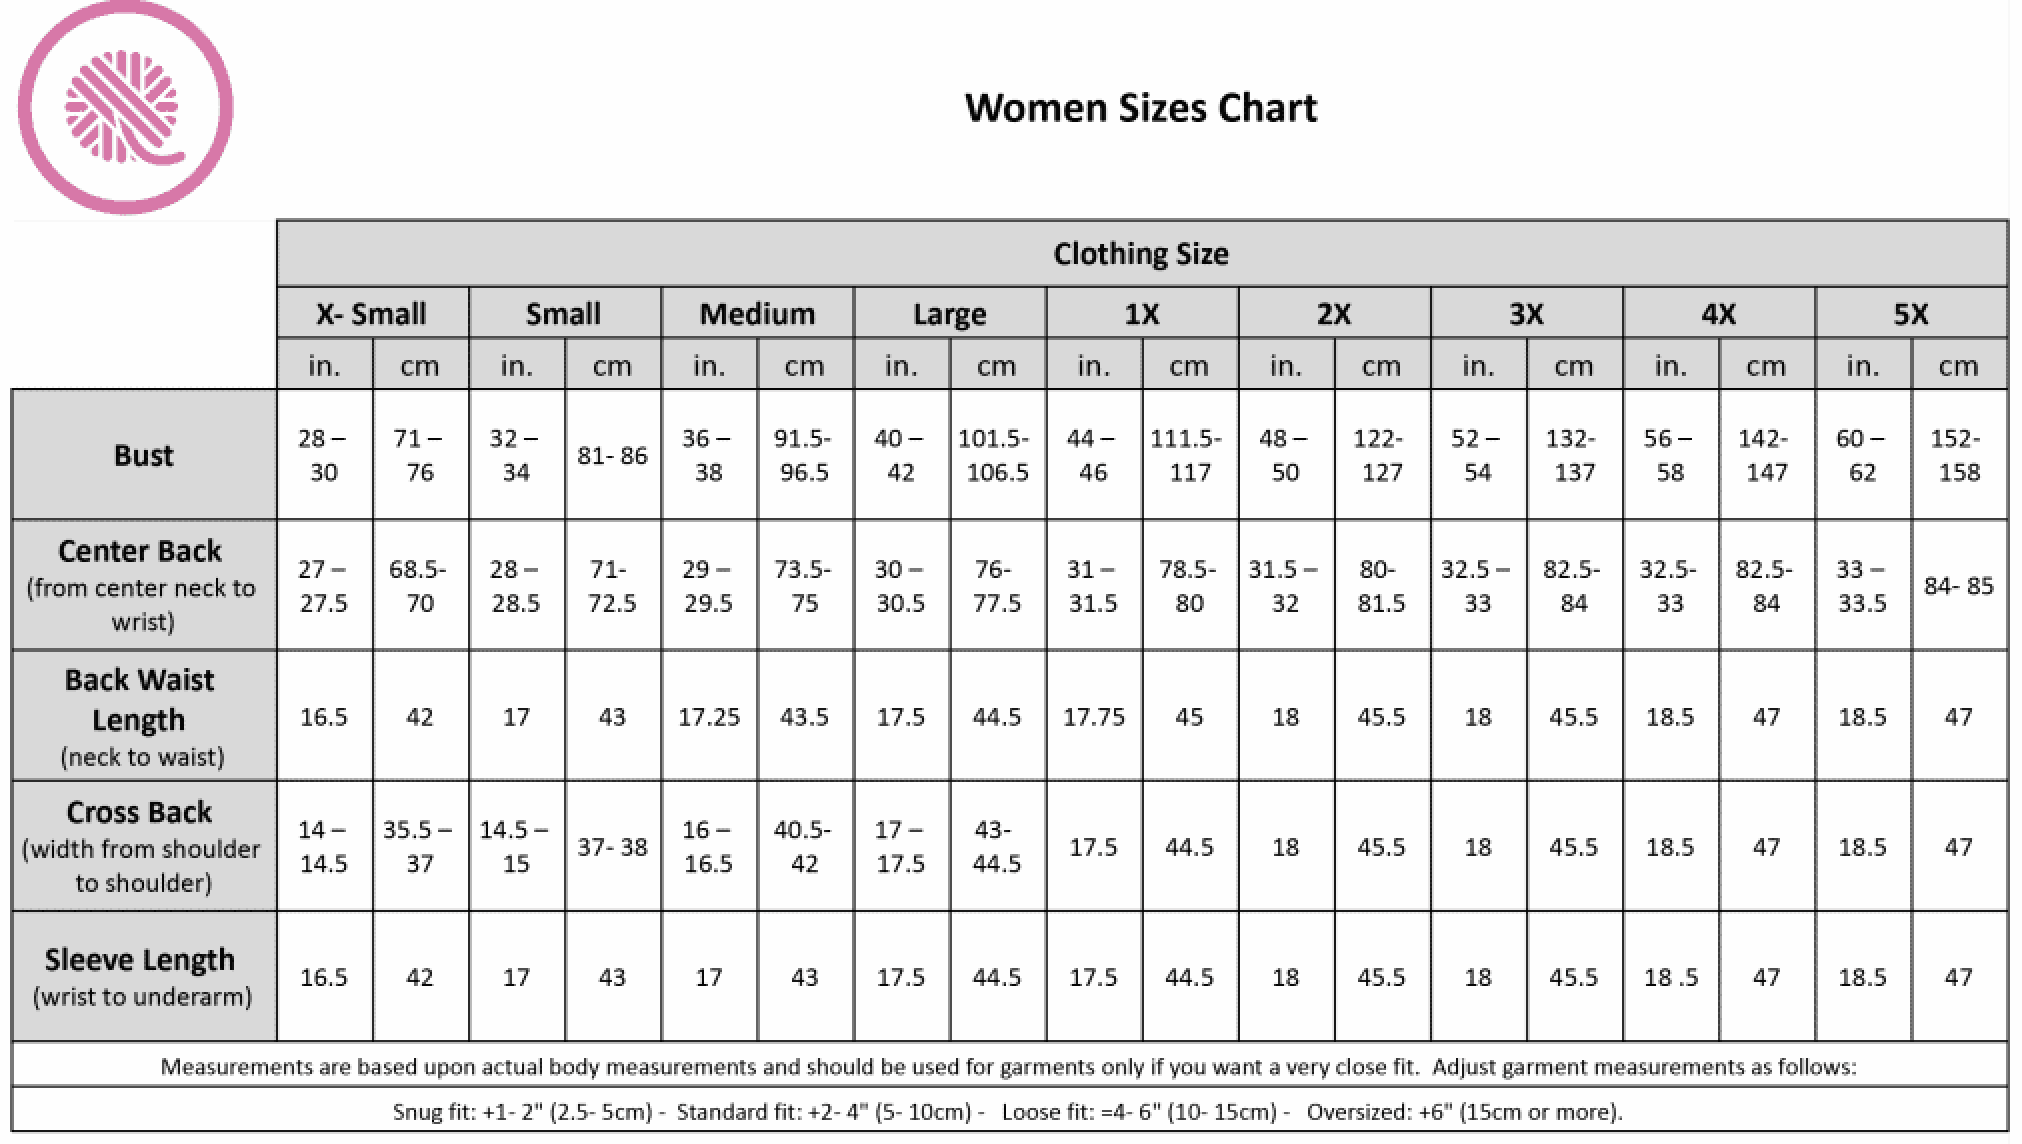 Women Sizes Chart
Clothing Size
X- Small Small Medium Large 1X 2X 3X 4X 5X
in. cm in. cm in. cm in. cm in. cm in. cm in. cm in. cm in. cm
Bust
28 – 71 – 32 – 81- 86 36 – 91.5- 40 – 101.5- 44 – 111.5- 48 – 122- 52 – 132- 56 – 142- 60 – 152-
30 76 34 38 96.5 42 106.5 46 117 50 127 54 137 58 147 62 158
Center Back
(from center neck to
wrist)
27 – 68.5- 28 – 71- 29 – 73.5- 30 – 76- 31 – 78.5- 31.5 – 80- 32.5 – 82.5- 32.5- 82.5- 33 – 84- 85
27.5 70 28.5 72.5 29.5 75 30.5 77.5 31.5 80 32 81.5 33 84 33 84 33.5
Back Waist
Length
(neck to waist)
16.5 42 17 43 17.25 43.5 17.5 44.5 17.75 45 18 45.5 18 45.5 18.5 47 18.5 47
Cross Back
(width from shoulder
to shoulder)
14 – 35.5 – 14.5 – 37- 38 16 – 40.5- 17 – 43- 17.5 44.5 18 45.5 18 45.5 18.5 47 18.5 47
14.5 37 15 16.5 42 17.5 44.5
Sleeve Length
(wrist to underarm)
16.5 42 17 43 17 43 17.5 44.5 17.5 44.5 18 45.5 18 45.5 18 .5 47 18.5 47
Measurements are based upon actual body measurements and should be used for garments only if you want a very close fit. Adjust garment measurements as follows:
Snug fit: +1- 2" (2.5- 5cm) - Standard fit: +2- 4" (5- 10cm) - Loose fit: =4- 6" (10- 15cm) - Oversized: +6" (15cm or more).